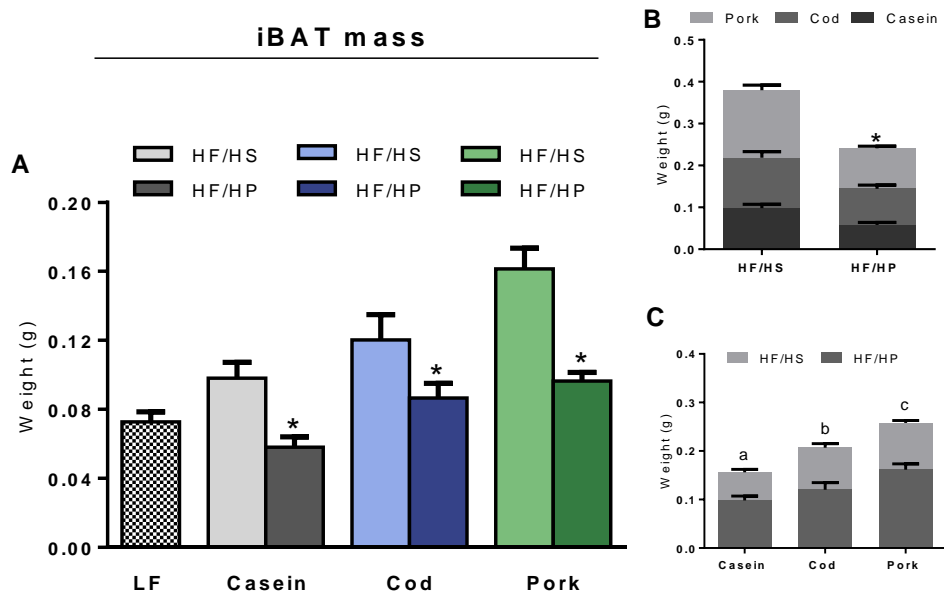 iBAT mass
A
HF/HS HF/HS HF/HS
HF/HP HF/HP HF/HP
Weight (g)
0.20
0.16
0.12
0.08
0.04
0.00
* * *
LF Casein Cod Pork
B
Pork Cod Casein
Weight (g)
0.5
0.4
0.3
0.2
0.1
0.0
*
HF/HS HF/HP
C
HF/HS HF/HP
Weight (g)
0.4
0.3
0.2
0.1
0.0
a b c
Casein Cod Pork